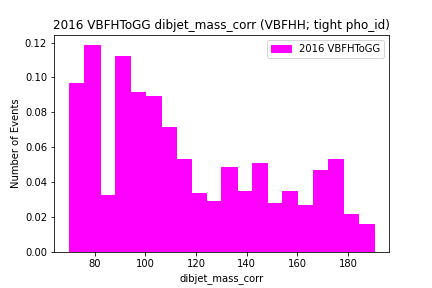 2016 VBFHToGG dibjet_mass_corr (VBFHH; tight pho_id)
2016 VBFHToGG
0.12
0.10
0.08
0.06
0.04
0.02
0.00
Number of Events
80 100 120 140 160 180
dibjet_mass_corr